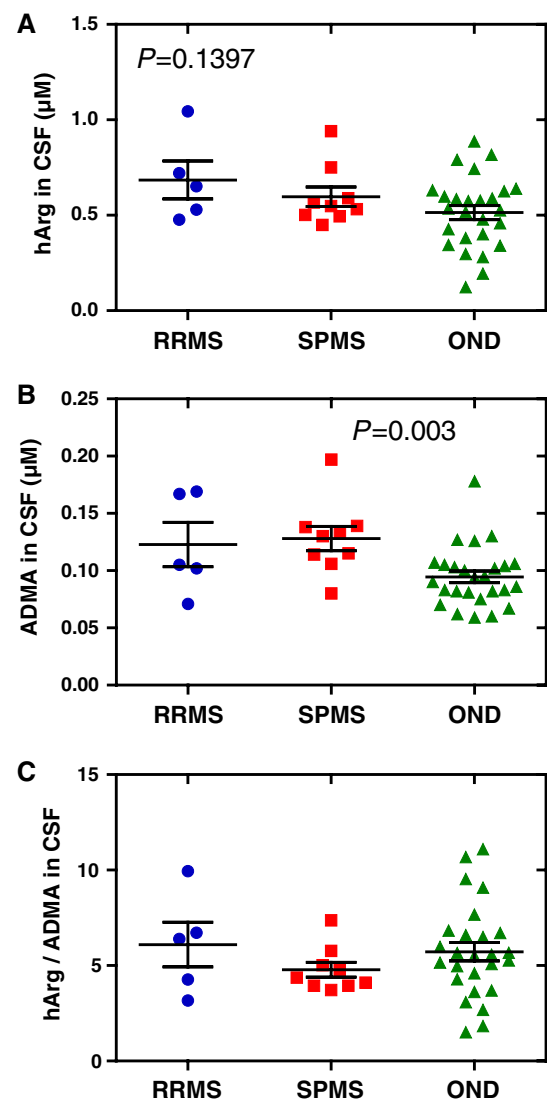 A
hArg in CSF (µM)
1.5
1.0
0.5
0.0
P=0.1397
RRMS SPMS OND
B
ADMA in CSF (µM)
0.25
0.20
0.15
0.10
0.05
0.00
P=0.003
RRMS SPMS OND
C
hArg / ADMA in CSF
15
10
5
0
RRMS SPMS OND